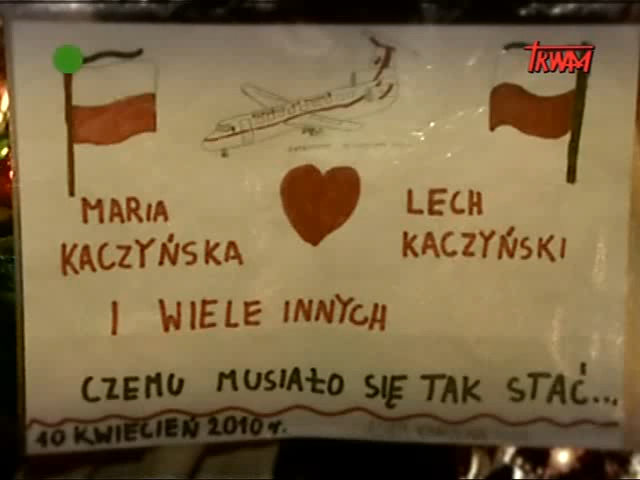 TRWAM
MARIA
KACZYŃSKA
LECH
KACZYŃSKI
I WIELE INNYCH
CZEMU MUSIAŁO SIĘ TAK STAĆ...
10 KWIECIEŃ 2010 r.